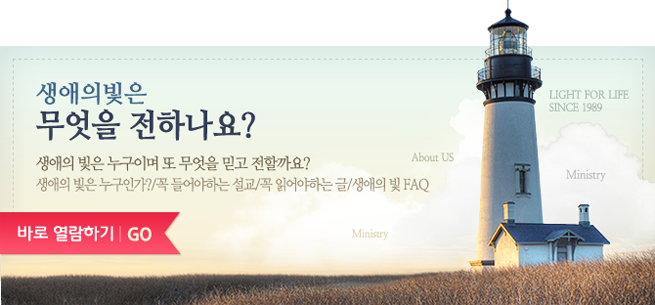 생애의빛은
무엇을 전하나요?
생애의 빛은 누구이며 또 무엇을 믿고 전할까요?
생애의 빛은 누구인가?/꼭 들어야하는 설교/꼭 읽어야하는 글/생애의 빛 FAQ
바로 열람하기 | GO
LIGHT FOR LIFE
SINCE 1989
About US
Ministry
Ministry